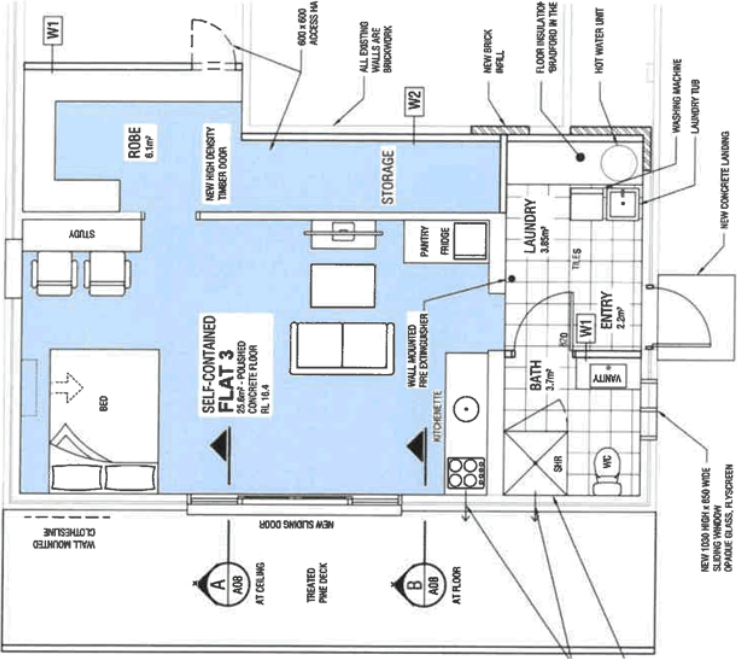 W1
600 x 600
ACCESS HA
ALL EXISTING
WALLS ARE
BRICKWORK
W2
NEW BRICK
INFILL
FLOOR INSULATION
'BRADFORD IN THE
HOT WATER UNIT
WASHING MACHINE
LAUNDRY TUB
NEW CONCRETE LANDING
ROBE
6.1m²
NEW HIGH DENSITY
TIMBER DOOR
STORAGE
STUDY
PANTRY
FRIDGE
LAUNDRY
3.85m²
TILES
ENTRY
2.2m²
BED
SELF-CONTAINED
FLAT 3
25.6m² - POLISHED
CONCRETE FLOOR
RL 16.4
WALL MOUNTED
FIRE EXTINGUISHER
KITCHENETTE
BATH
3.7m²
W1
VANITY
SHR
WC
WALL MOUNTED
CLOTHESLINE
NEW SLIDING DOOR
A
A08
AT CEILING
TREATED
PINE DECK
B
A08
AT FLOOR
NEW 1030 HIGH x 850 WIDE
SLIDING WINDOW
OPAQUE GLASS, FLYSCREEN